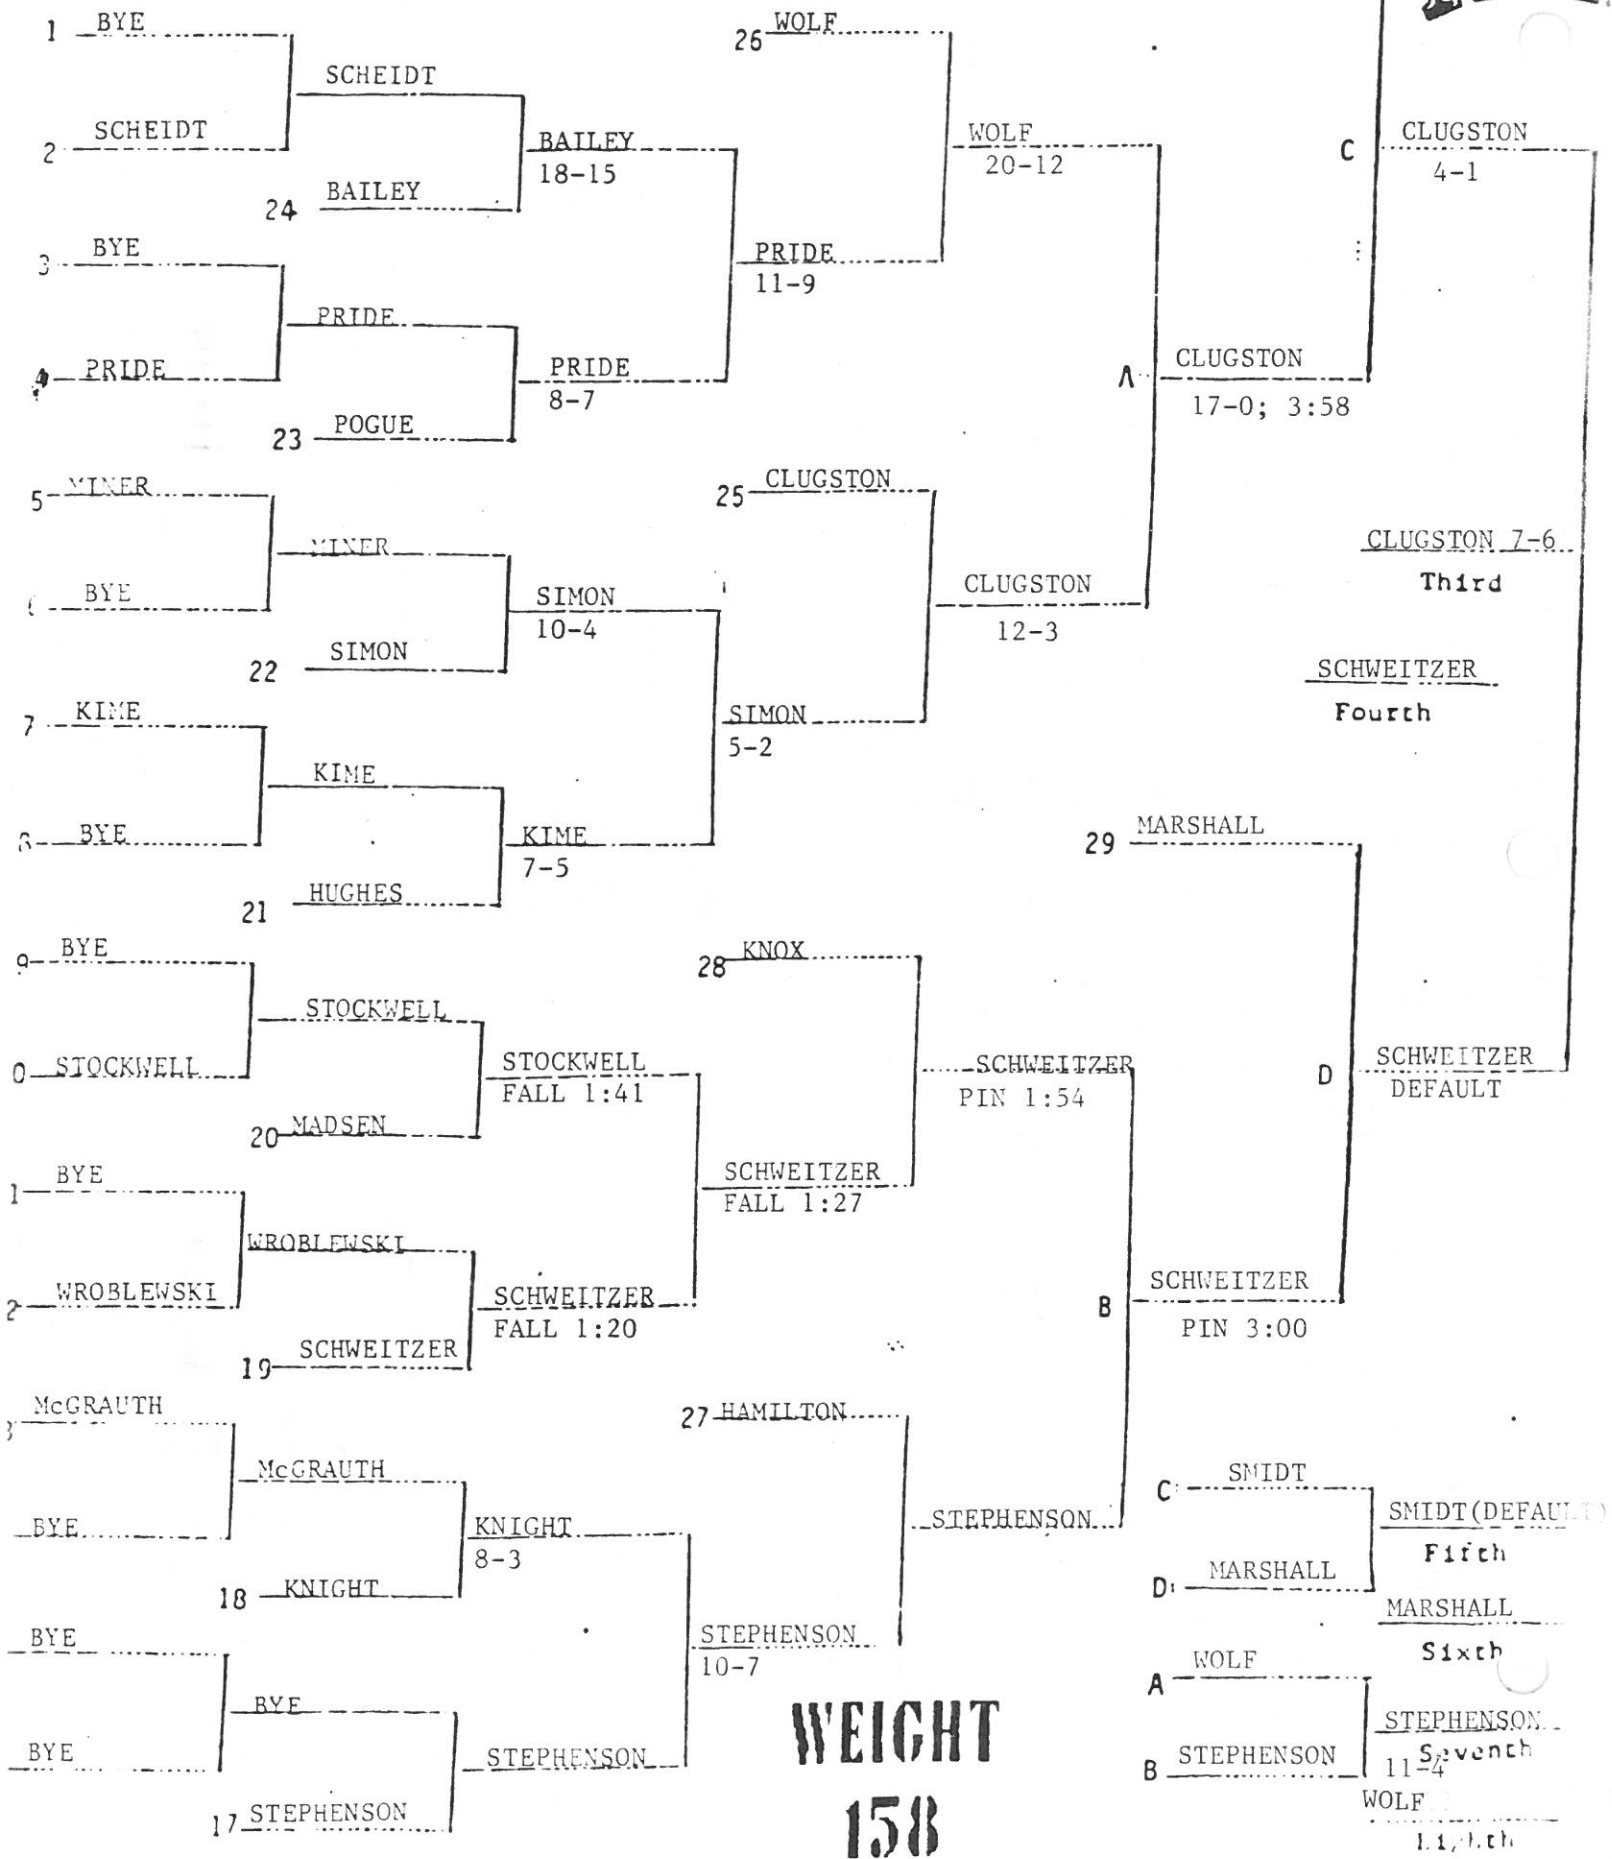 1 BYE
SCHEIDT
2 SCHEIDT
BAILEY
18-15
24 BAILEY
3 BYE
PRIDE
11-9
PRIDE
4 PRIDE
PRIDE
8-7
23 POGUE
26 WOLF
WOLF
20-12
C CLUGSTON
4-1
A CLUGSTON
17-0; 3:58
5 MINER
MINER
BYE
SIMON
10-4
22 SIMON
7 KIME
SIMON
5-2
KIME
8 BYE
KIME
7-5
21 HUGHES
25 CLUGSTON
CLUGSTON
12-3
CLUGSTON 7-6
Third
SCHWEITZER
Fourth
29 MARSHALL
9 BYE
STOCKWELL
0 STOCKWELL
STOCKWELL
FALL 1:41
20 MADSEN
1 BYE
SCHWEITZER
FALL 1:27
WROBLEWSKI
2 WROBLEWSKI
SCHWEITZER
FALL 1:20
19 SCHWEITZER
28 KNOX
SCHWEITZER
PIN 1:54
D SCHWEITZER
DEFAULT
B SCHWEITZER
PIN 3:00
3 McGRAUTH
McGRAUTH
BYE
KNIGHT
8-3
18 KNIGHT
BYE
STEPHENSON
10-7
BYE
BYE
STEPHENSON
17 STEPHENSON
27 HAMILTON
STEPHENSON
C SMIDT
SMIDT(DEFAULT)
Fifth
D MARSHALL
MARSHALL
Sixth
A WOLF
STEPHENSON
Seventh
11-4
B STEPHENSON
WOLF
WEIGHT
158